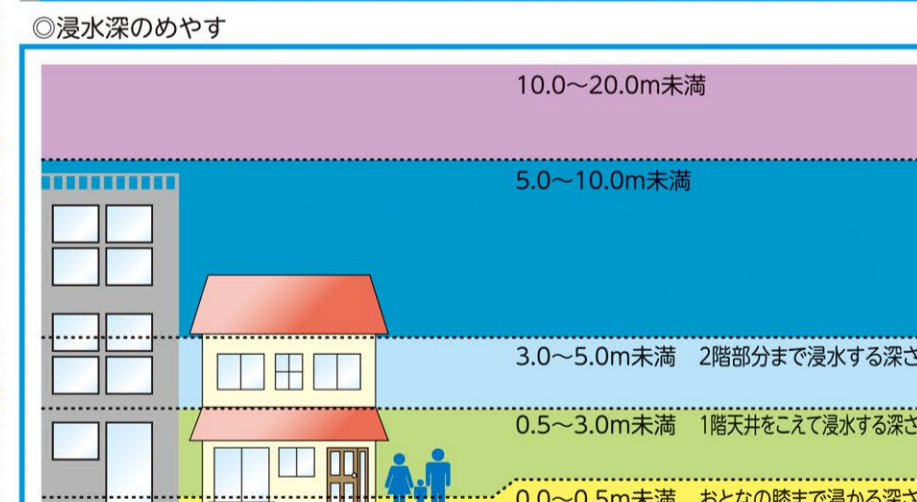 ◎浸水深のめやす
10.0～20.0m未満
5.0～10.0m未満
3.0～5.0m未満 2階部分まで浸水する深さ
0.5～3.0m未満 1階天井をこえて浸水する深さ
0.0～0.5m未満 おとなの膝まで浸かる深さ